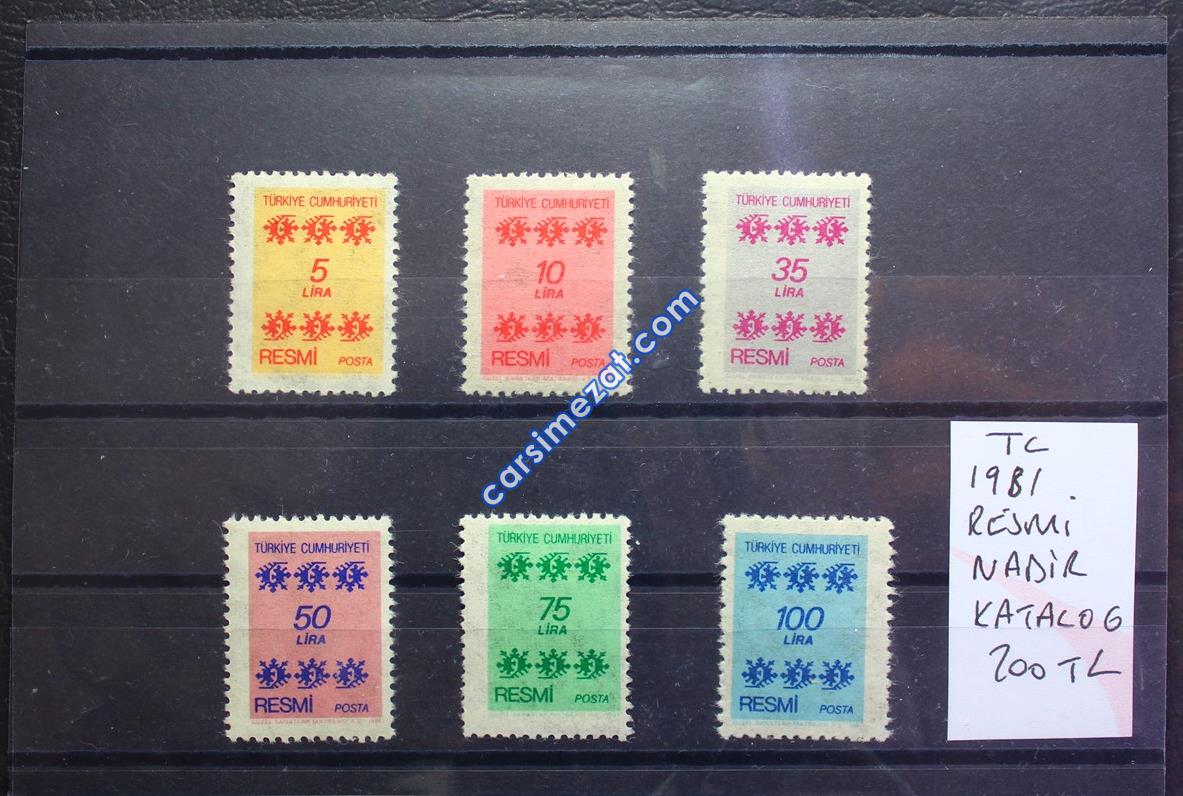 TÜRKİYE CUMHURİYETİ
5
LİRA
RESMİ POSTA
TÜRKİYE CUMHURİYETİ
10
LİRA
RESMİ POSTA
TÜRKİYE CUMHURİYETİ
35
LİRA
RESMİ POSTA
carsimezat.com
TÜRKİYE CUMHURİYETİ
50
LİRA
RESMİ POSTA
TÜRKİYE CUMHURİYETİ
75
LİRA
RESMİ POSTA
TÜRKİYE CUMHURİYETİ
100
LİRA
RESMİ POSTA
TC
1981
RESMİ
NADİR
KATALOG
200 TL